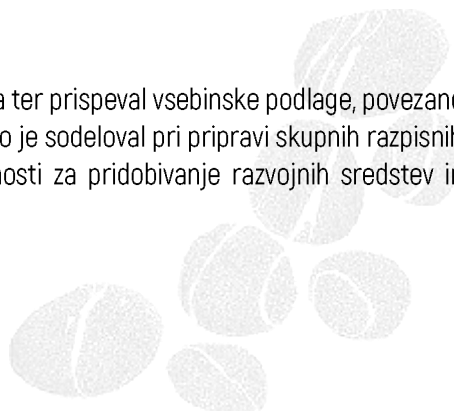 a ter prispeval vsebinske podlage, povezane
o je sodeloval pri pripravi skupnih razpisnih
nosti za pridobivanje razvojnih sredstev in